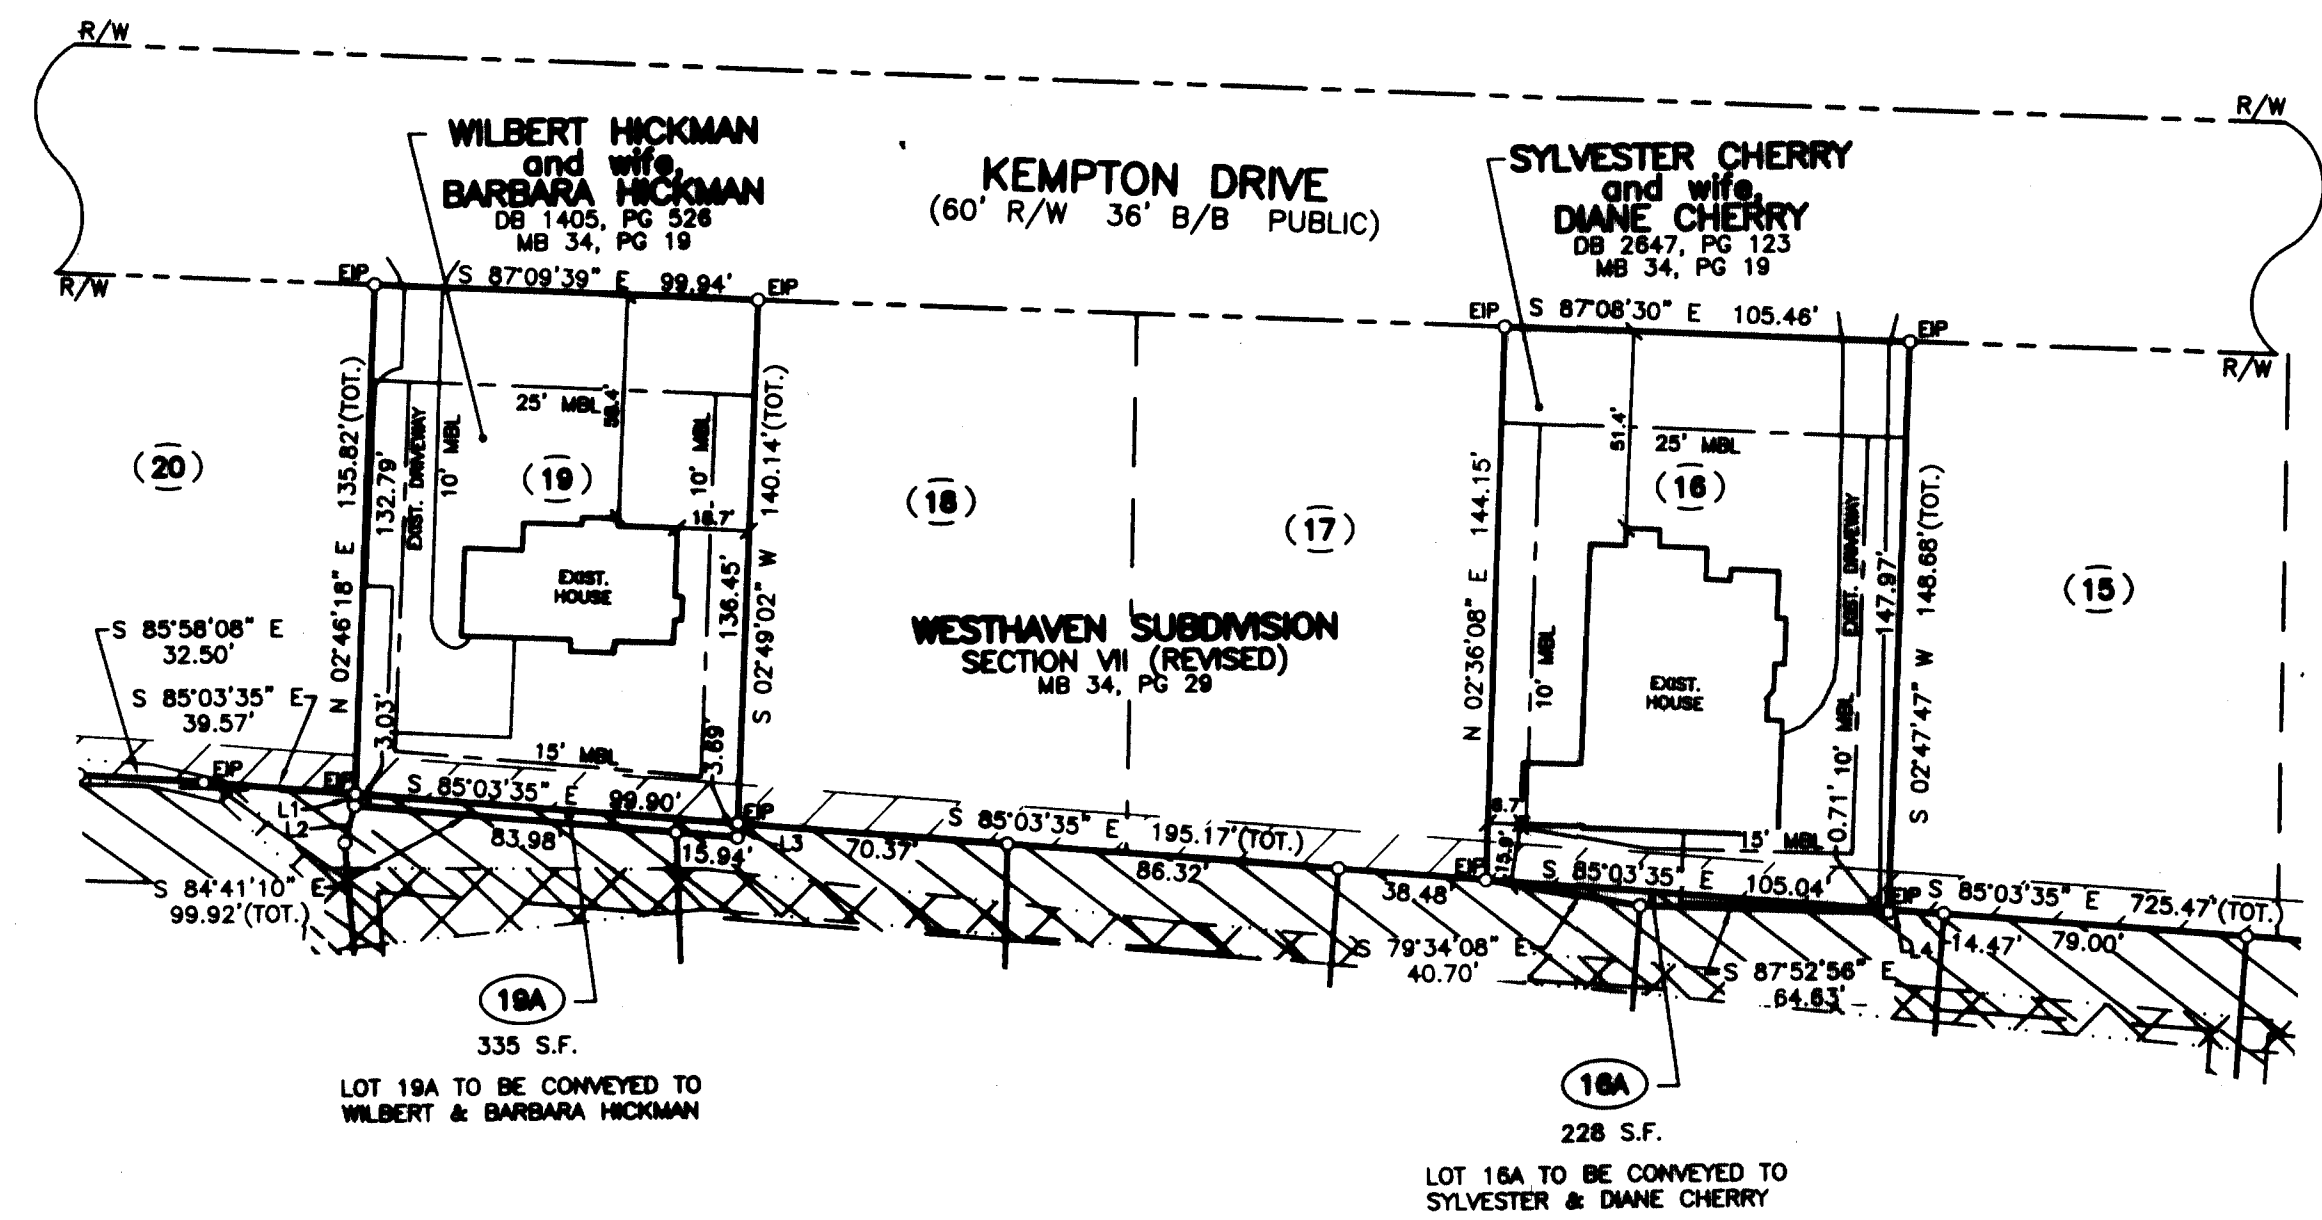 R/W
R/W
WILBERT HICKMAN
and wife,
BARBARA HICKMAN
DB 1405, PG 526
MB 34, PG 19
KEMPTON DRIVE
(60' R/W 36' B/B PUBLIC)
SYLVESTER CHERRY
and wife,
DIANE CHERRY
DB 2647, PG 123
MB 34, PG 19
R/W
R/W
EIP
S 87°09'39" E 99.94'
EIP
EIP
S 87°08'30" E 105.46'
EIP
(20)
N 02°46'18" E 135.82'(TOT.)
132.79'
3.03'
EXIST. DRIVEWAY
10' MBL
25' MBL
(19)
10' MBL
EXIST.
HOUSE
136.45'
3.69'
S 02°49'02" W 140.14'(TOT.)
15' MBL
(18)
(17)
WESTHAVEN SUBDIVISION
SECTION VII (REVISED)
MB 34, PG 29
N 02°36'08" E 144.15'
10' MBL
51.4'
25' MBL
(16)
EXIST.
HOUSE
EXIST. DRIVEWAY
10' MBL
147.97'
0.71'
S 02°47'47" W 148.68'(TOT.)
15' MBL
(15)
S 85°58'08" E
32.50'
S 85°03'35" E
39.57'
EIP
EIP
L1
L2
S 85°03'35" E 99.90'
EIP
83.98'
15.94'
L3
S 84°41'10" E
99.92'(TOT.)
70.37'
S 85°03'35" E 195.17'(TOT.)
86.32'
38.48'
EIP
15.9'
S 85°03'35" E 105.04'
EIP
S 79°34'08" E
40.70'
S 87°52'56" E
64.63'
L4
14.47'
S 85°03'35" E 725.47'(TOT.)
79.00'
19A
335 S.F.
LOT 19A TO BE CONVEYED TO
WILBERT & BARBARA HICKMAN
16A
228 S.F.
LOT 16A TO BE CONVEYED TO
SYLVESTER & DIANE CHERRY